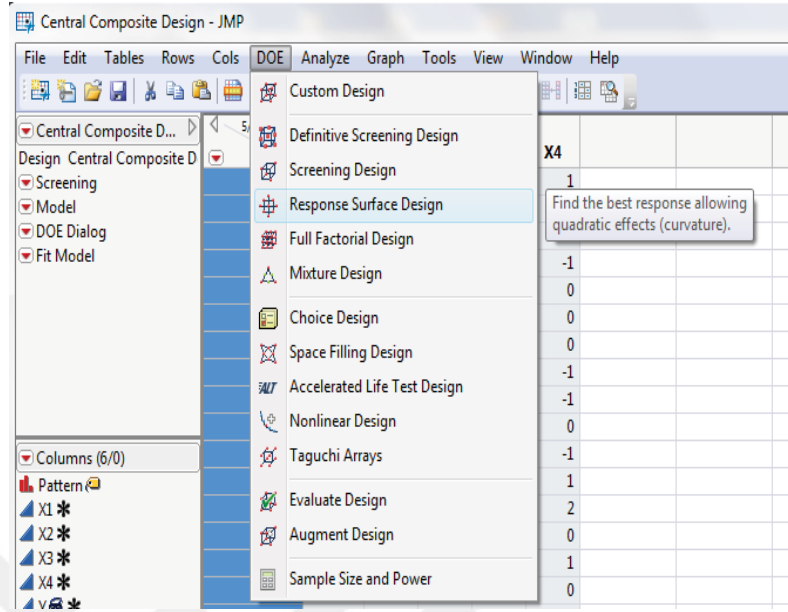 Central Composite Design - JMP
File Edit Tables Rows Cols DOE Analyze Graph Tools View Window Help
Central Composite D...
Design Central Composite D
Screening
Model
DOE Dialog
Fit Model
Columns (6/0)
Pattern
X1
X2
X3
X4
Y
5/
Custom Design
Definitive Screening Design
Screening Design
Response Surface Design
Full Factorial Design
Mixture Design
Choice Design
Space Filling Design
ALT Accelerated Life Test Design
Nonlinear Design
Taguchi Arrays
Evaluate Design
Augment Design
Sample Size and Power
Find the best response allowing
quadratic effects (curvature).
X4
1
-1
0
0
0
-1
-1
0
-1
1
2
0
1
0